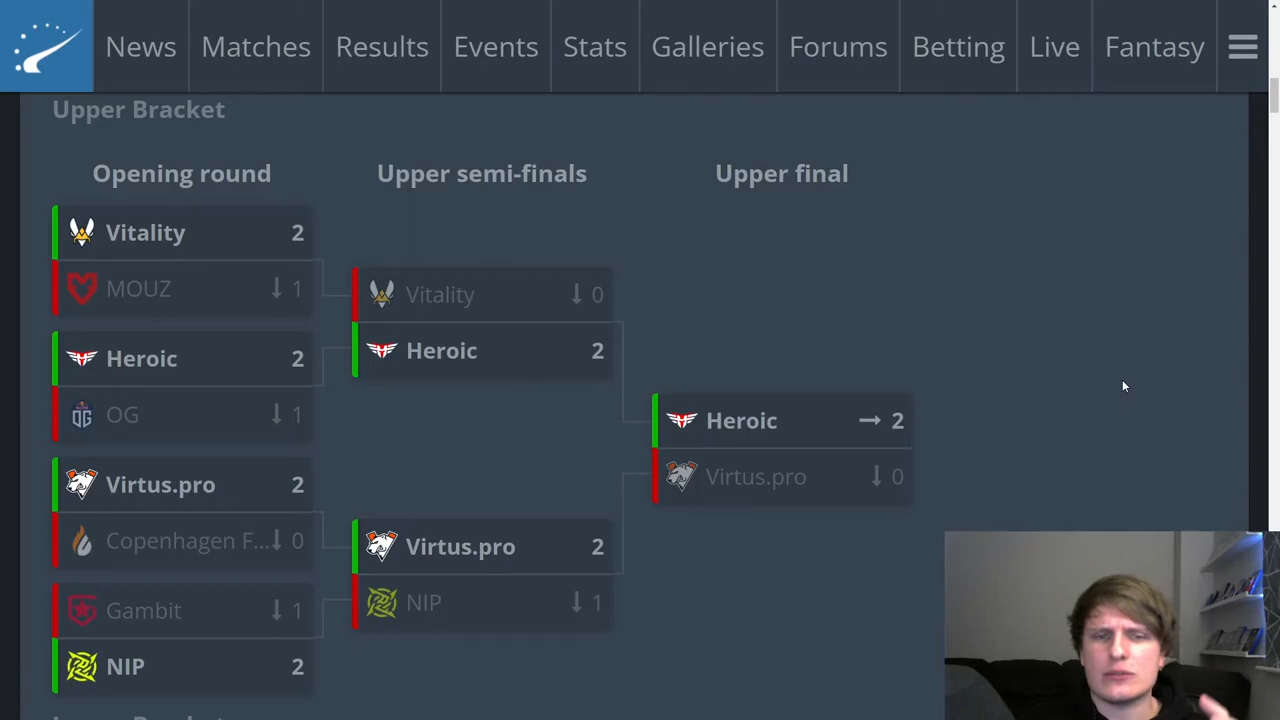 News Matches Results Events Stats Galleries Forums Betting Live Fantasy
Upper Bracket
Opening round Upper semi-finals Upper final
Vitality 2
MOUZ ↓ 1
Heroic 2
OG ↓ 1
Virtus.pro 2
Copenhagen F... ↓ 0
Gambit ↓ 1
NIP 2
Vitality ↓ 0
Heroic 2
Virtus.pro 2
NIP ↓ 1
Heroic → 2
Virtus.pro ↓ 0